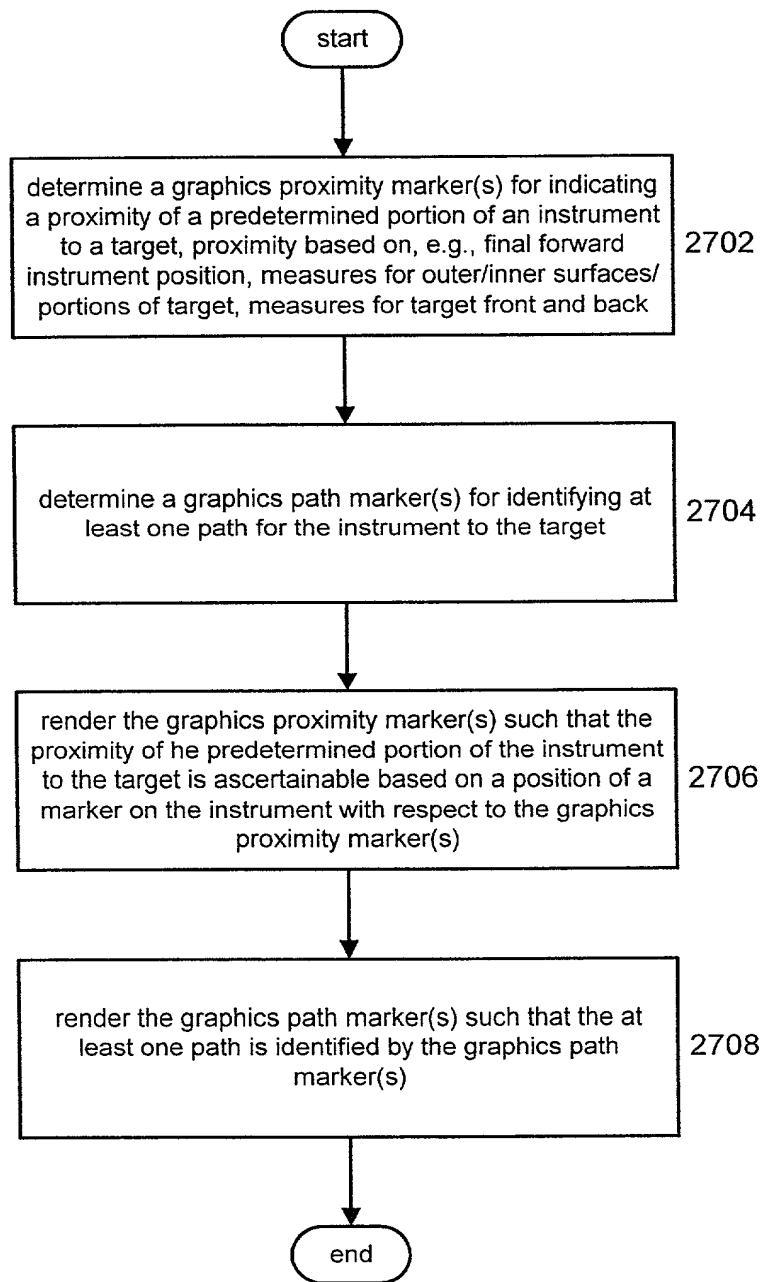 start
determine a graphics proximity marker(s) for indicating
a proximity of a predetermined portion of an instrument
to a target, proximity based on, e.g., final forward
instrument position, measures for outer/inner surfaces/
portions of target, measures for target front and back
2702
determine a graphics path marker(s) for identifying at
least one path for the instrument to the target
2704
render the graphics proximity marker(s) such that the
proximity of he predetermined portion of the instrument
to the target is ascertainable based on a position of a
marker on the instrument with respect to the graphics
proximity marker(s)
2706
render the graphics path marker(s) such that the at
least one path is identified by the graphics path
marker(s)
2708
end